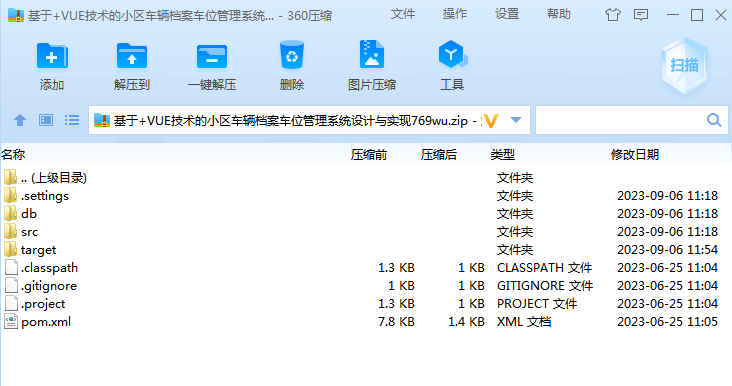 基于+VUE技术的小区车辆档案车位管理系统... - 360压缩 文件 操作 设置 帮助
添加 解压到 一键解压 删除 图片压缩 工具 扫描
基于+VUE技术的小区车辆档案车位管理系统设计与实现769wu.zip -
名称 压缩前 压缩后 类型 修改日期
.. (上级目录) 文件夹
.settings 文件夹 2023-09-06 11:18
db 文件夹 2023-09-06 11:18
src 文件夹 2023-09-06 11:18
target 文件夹 2023-09-06 11:54
.classpath 1.3 KB 1 KB CLASSPATH 文件 2023-06-25 11:04
.gitignore 1 KB 1 KB GITIGNORE 文件 2023-06-25 11:04
.project 1.3 KB 1 KB PROJECT 文件 2023-06-25 11:04
pom.xml 7.8 KB 1.4 KB XML 文档 2023-06-25 11:05